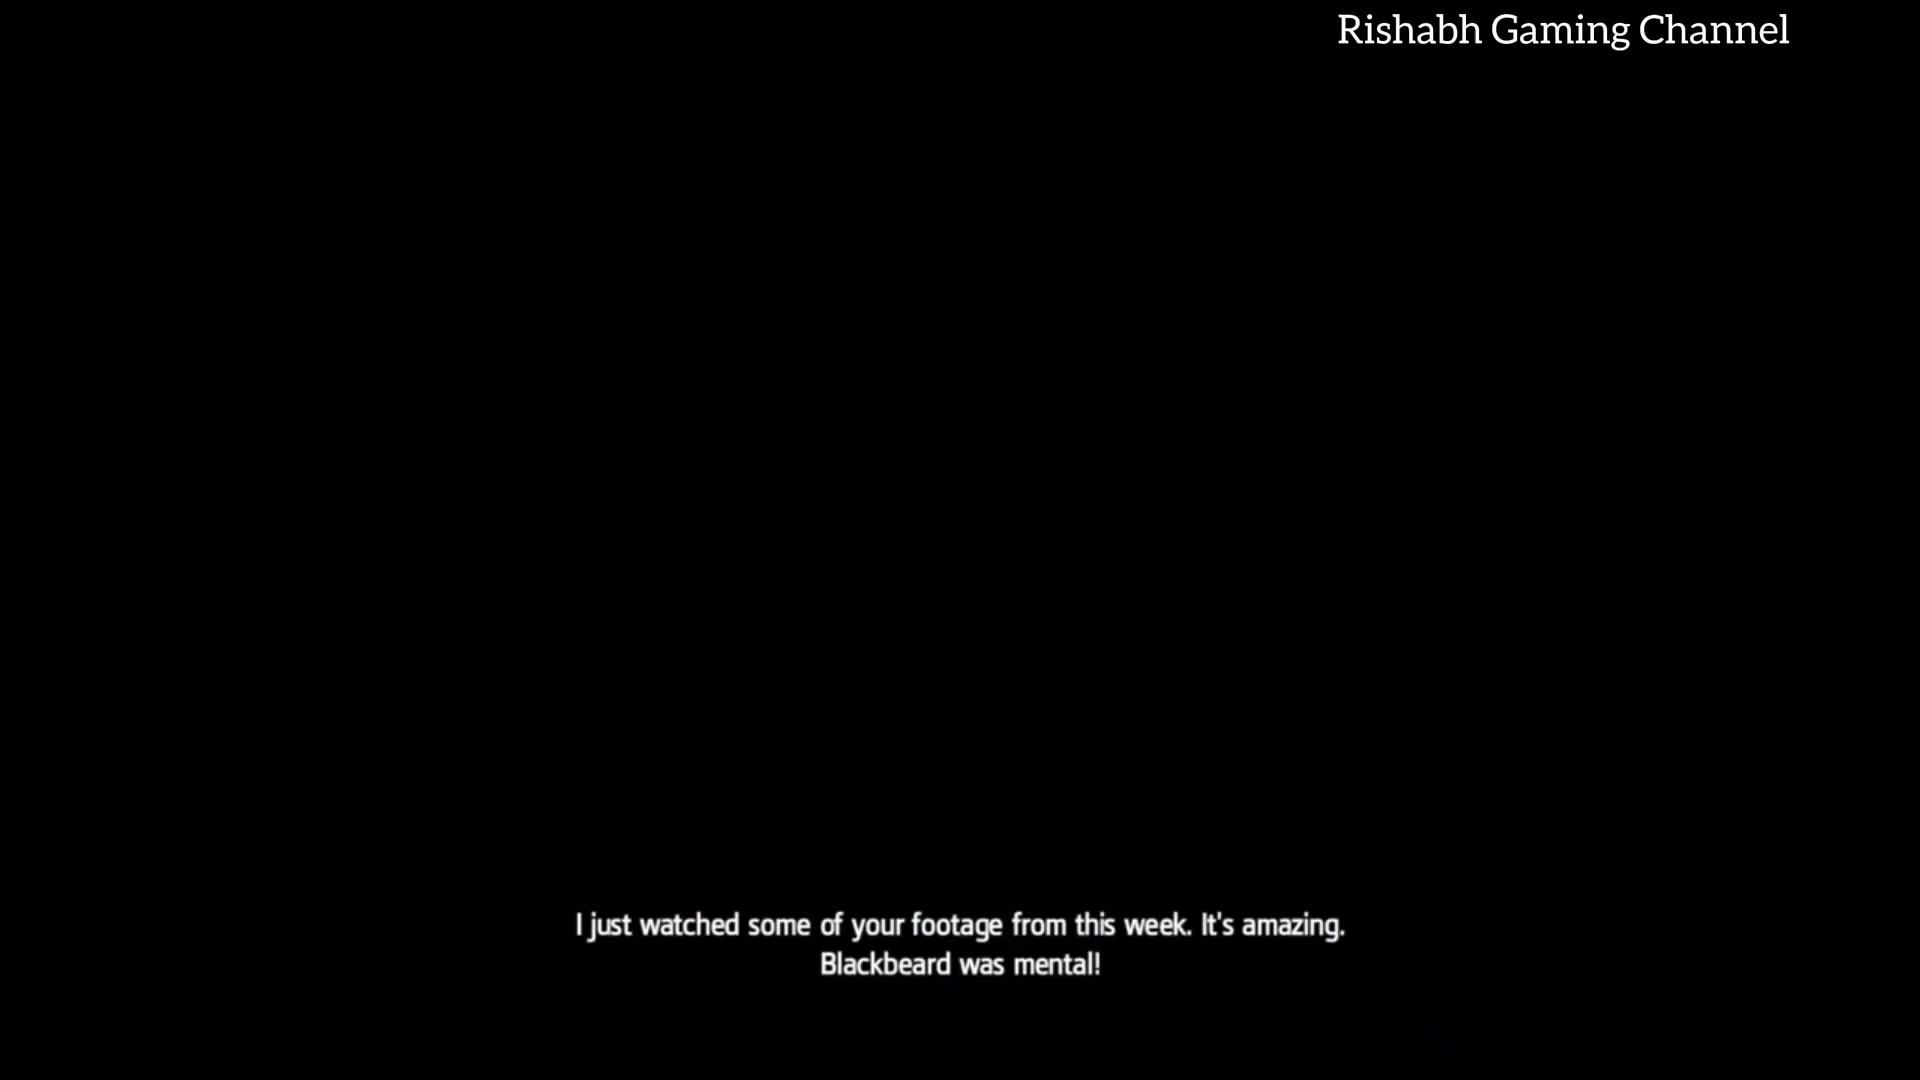 Rishabh Gaming Channel
I just watched some of your footage from this week. It's amazing.
Blackbeard was mental!